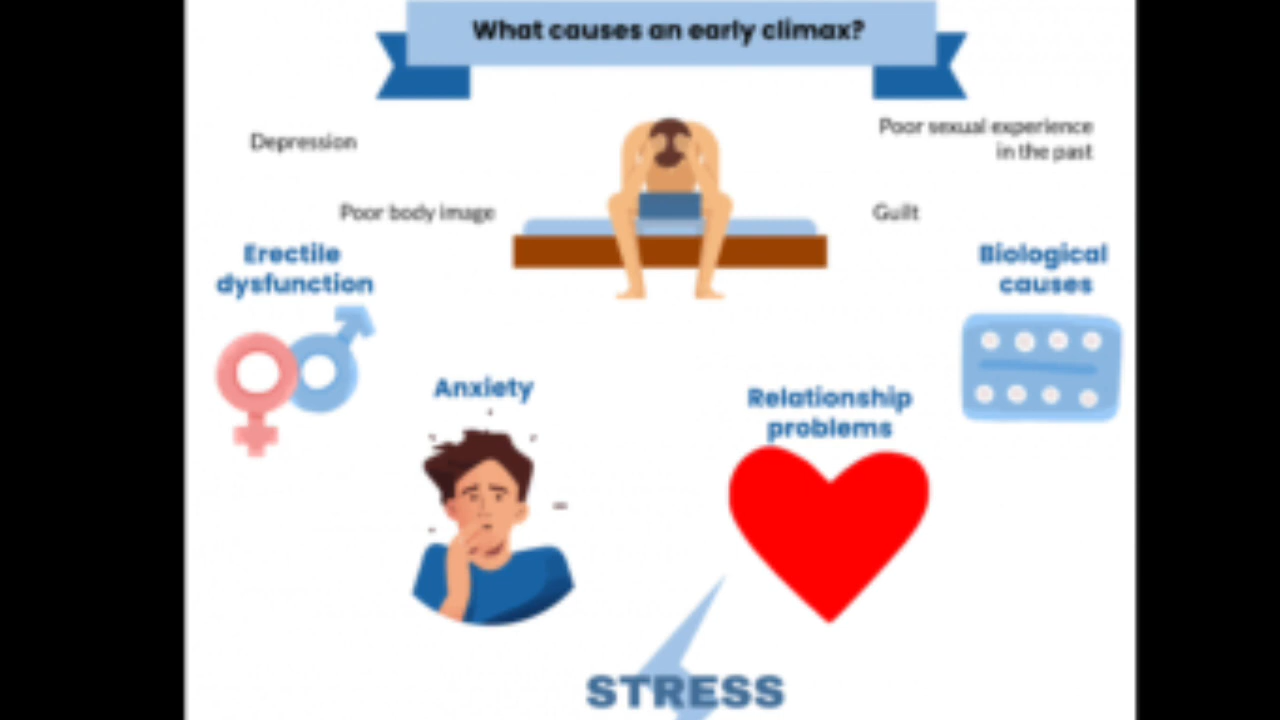 What causes an early climax?
Depression
Poor sexual experience
in the past
Poor body image
Guilt
Erectile
dysfunction
Biological
causes
Anxiety
Relationship
problems
STRESS